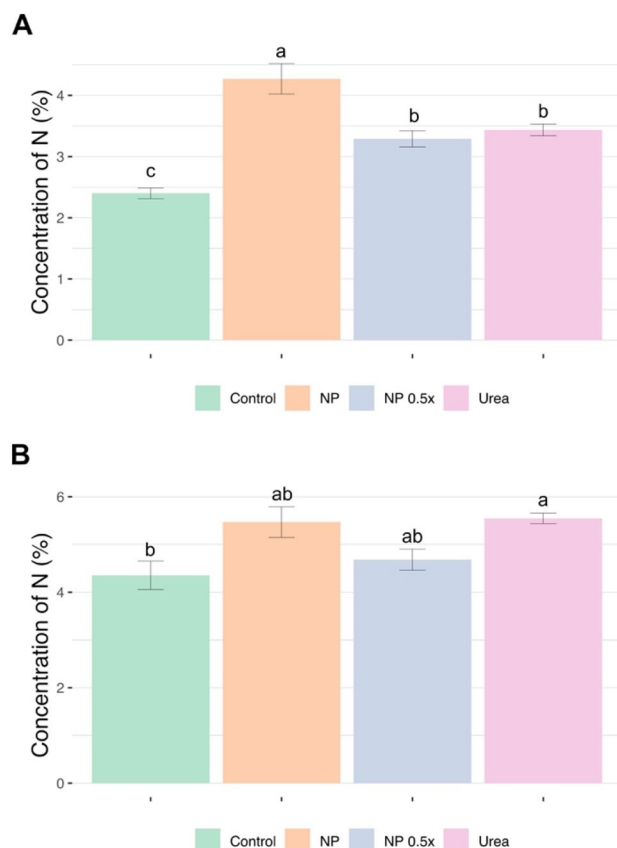 A
Concentration of N (%)
4
3
2
1
0
c
a
b
b
Control NP NP 0.5x Urea
B
Concentration of N (%)
6
4
2
0
b
ab
ab
a
Control NP NP 0.5x Urea